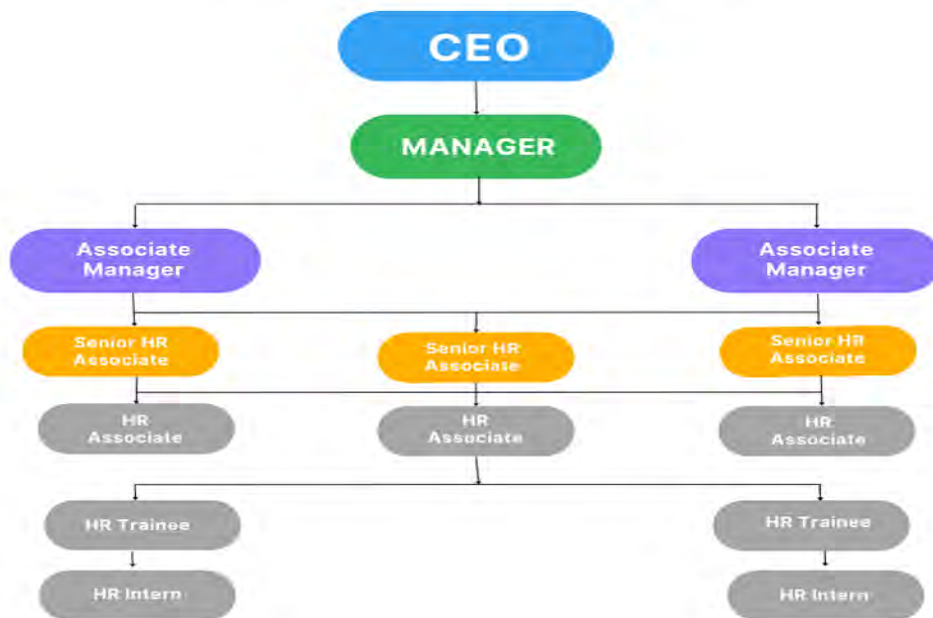 CEO
MANAGER
Associate
Manager
Associate
Manager
Senior HR
Associate
Senior HR
Associate
Senior HR
Associate
HR
Associate
HR
Associate
HR
Associate
HR Trainee
HR Trainee
HR Intern
HR Intern